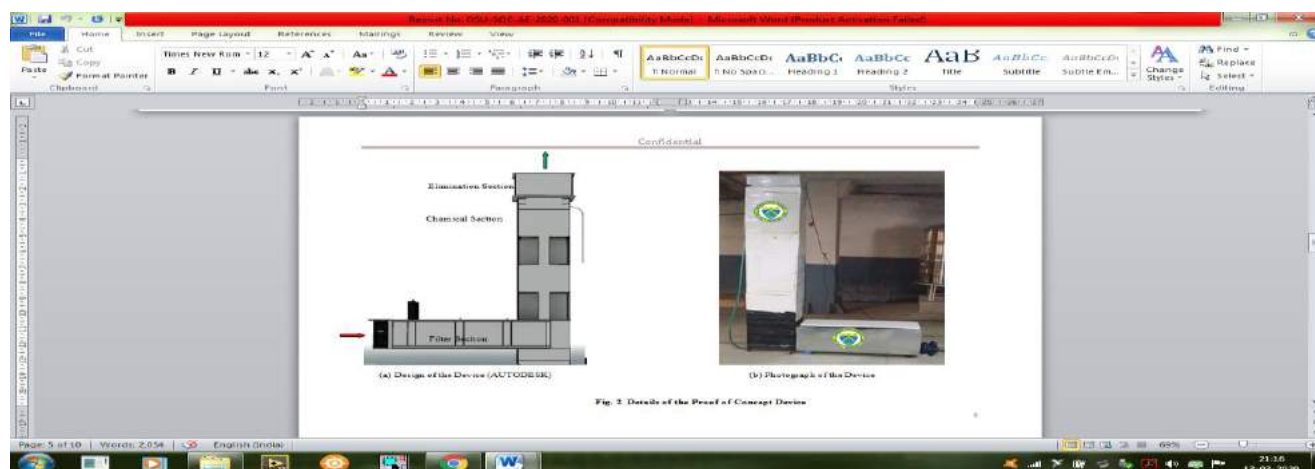 Report No. DSU-SOE-AE-2020-001 (Compatibility Mode) - Microsoft Word (Product Activation Failed)
File Home Insert Page Layout References Mailings Review View
Cut
Copy
Format Painter
Paste
Clipboard
Times New Rom 12
Font
Paragraph
AaBbCcDc AaBbCcDc AaBbC AaBbCc AaB AaBbCc AaBbCcD
¶ Normal ¶ No Spaci... Heading 1 Heading 2 Title Subtitle Subtle Em...
Styles
Change Styles
Find
Replace
Select
Editing
Confidential
Elimination Section
Chemical Section
Filter Section
(a) Design of the Device (AUTODESK)
(b) Photograph of the Device
Fig. 2 Details of the Proof of Concept Device
Page: 5 of 10 Words: 2,054 English (India) 69%
21:16